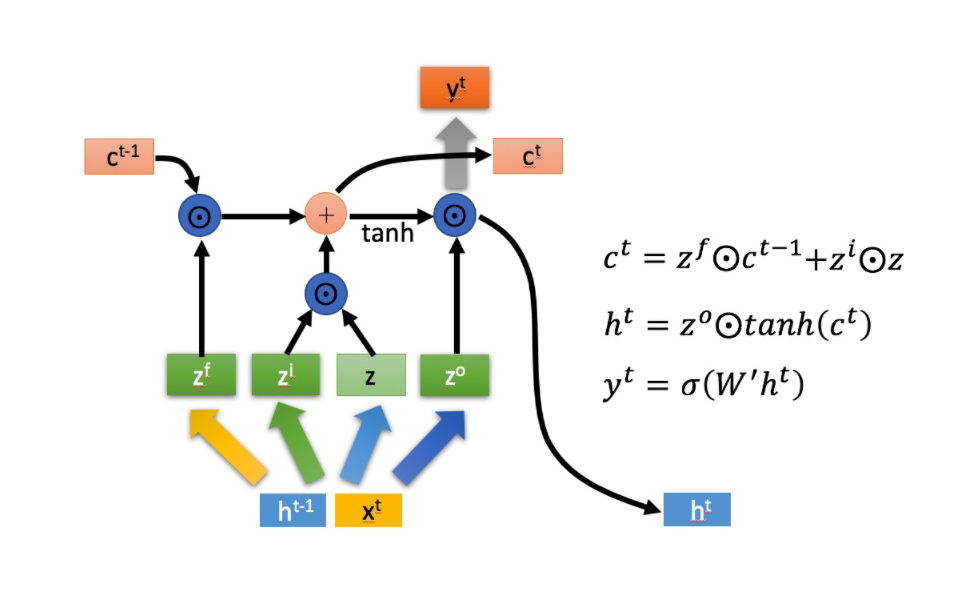 yᵗ
cᵗ⁻¹
cᵗ
⊙
+
⊙
tanh
⊙
zᶠ
zⁱ
z
zᵒ
hᵗ⁻¹
xᵗ
hᵗ
cᵗ = zᶠ⊙cᵗ⁻¹+zⁱ⊙z
hᵗ = zᵒ⊙tanh(cᵗ)
yᵗ = σ(W′hᵗ)